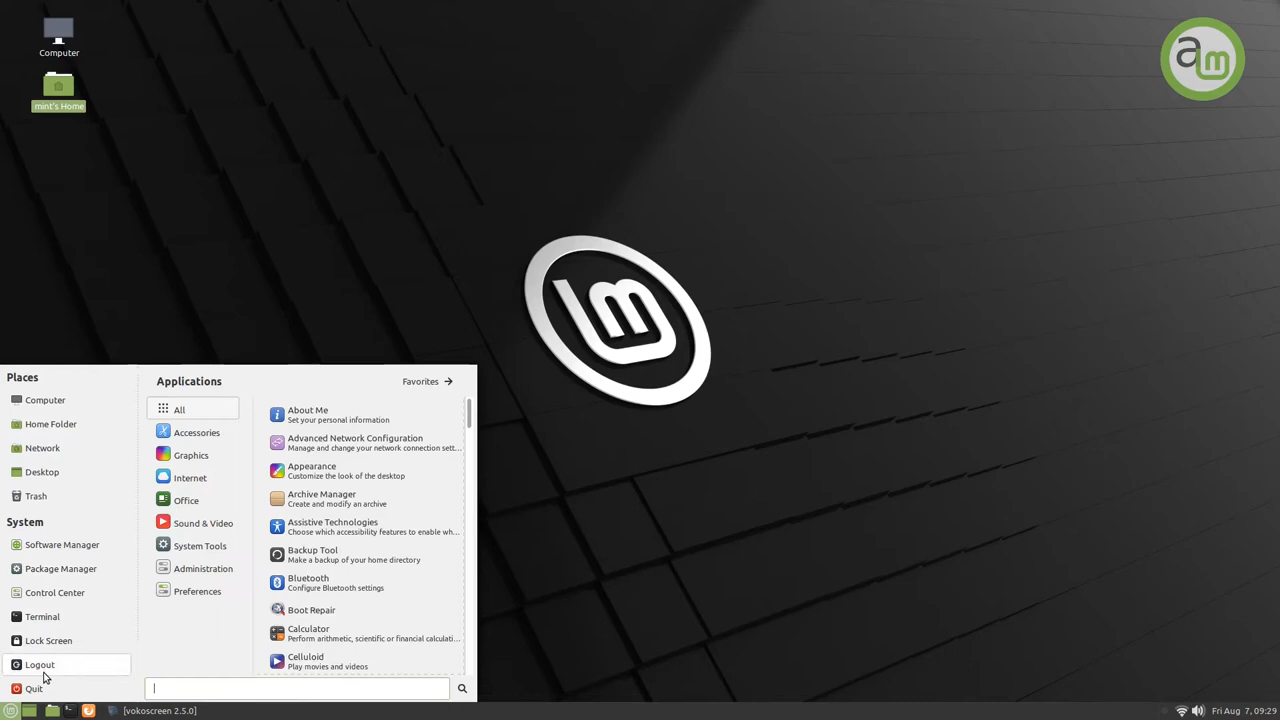 Computer
mint's Home
am
lm
Places
Computer
Home Folder
Network
Desktop
Trash
System
Software Manager
Package Manager
Control Center
Terminal
Lock Screen
Logout
Quit
Applications
Favorites
All
Accessories
Graphics
Internet
Office
Sound & Video
System Tools
Administration
Preferences
About Me
Set your personal information
Advanced Network Configuration
Manage and change your network connection sett...
Appearance
Customize the look of the desktop
Archive Manager
Create and modify an archive
Assistive Technologies
Choose which accessibility features to enable wh...
Backup Tool
Make a backup of your home directory
Bluetooth
Configure Bluetooth settings
Boot Repair
Calculator
Perform arithmetic, scientific or financial calculati...
Celluloid
Play movies and videos
[vokoscreen 2.5.0]
Fri Aug 7, 09:29